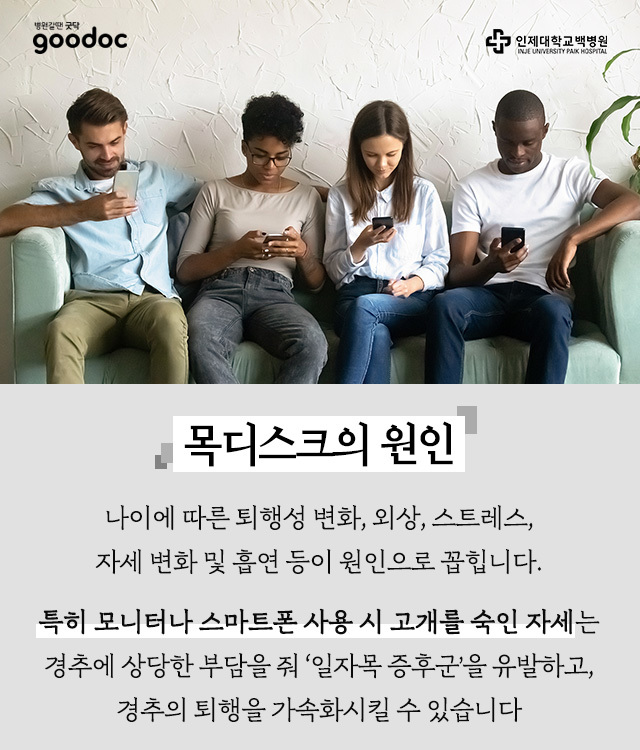 병원갈땐 굿닥
goodoc
인제대학교백병원
INJE UNIVERSITY PAIK HOSPITAL
목디스크의 원인
나이에 따른 퇴행성 변화, 외상, 스트레스,
자세 변화 및 흡연 등이 원인으로 꼽힙니다.
특히 모니터나 스마트폰 사용 시 고개를 숙인 자세는
경추에 상당한 부담을 줘 ‘일자목 증후군’을 유발하고,
경추의 퇴행을 가속화시킬 수 있습니다